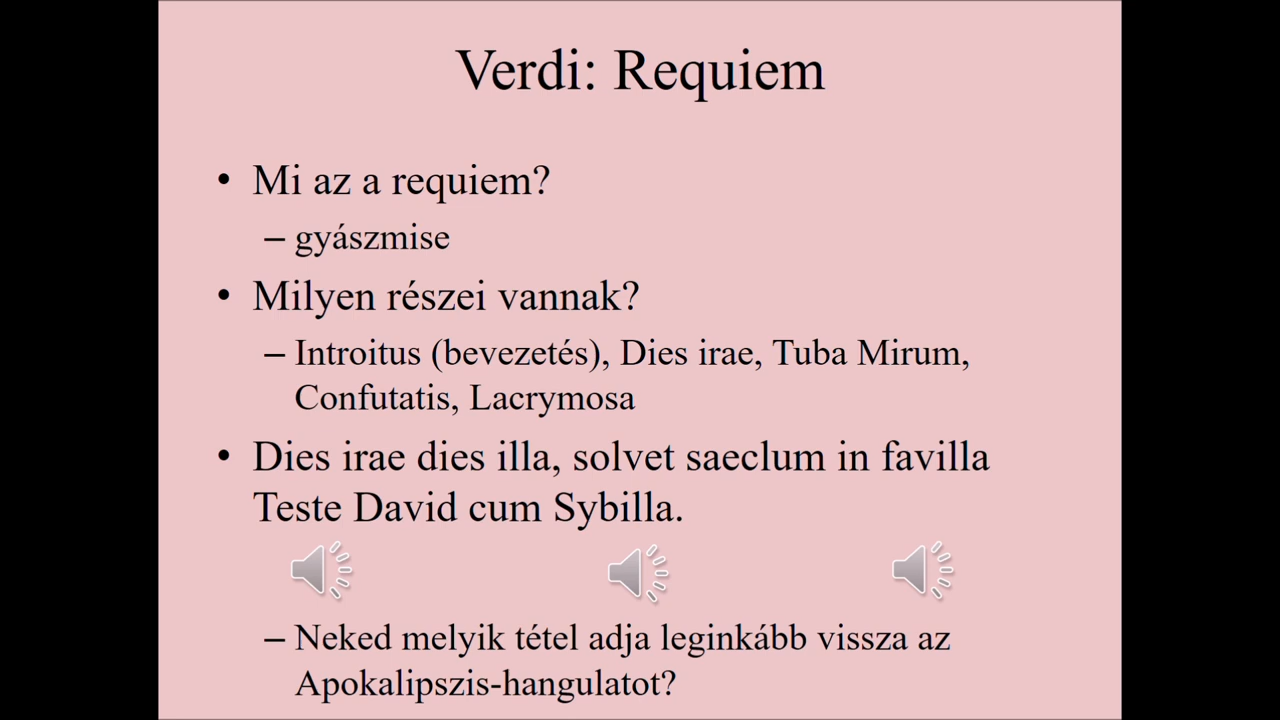 Verdi: Requiem
• Mi az a requiem?
– gyászmise
• Milyen részei vannak?
– Introitus (bevezetés), Dies irae, Tuba Mirum,
Confutatis, Lacrymosa
• Dies irae dies illa, solvet saeclum in favilla
Teste David cum Sybilla.
– Neked melyik tétel adja leginkább vissza az
Apokalipszis-hangulatot?